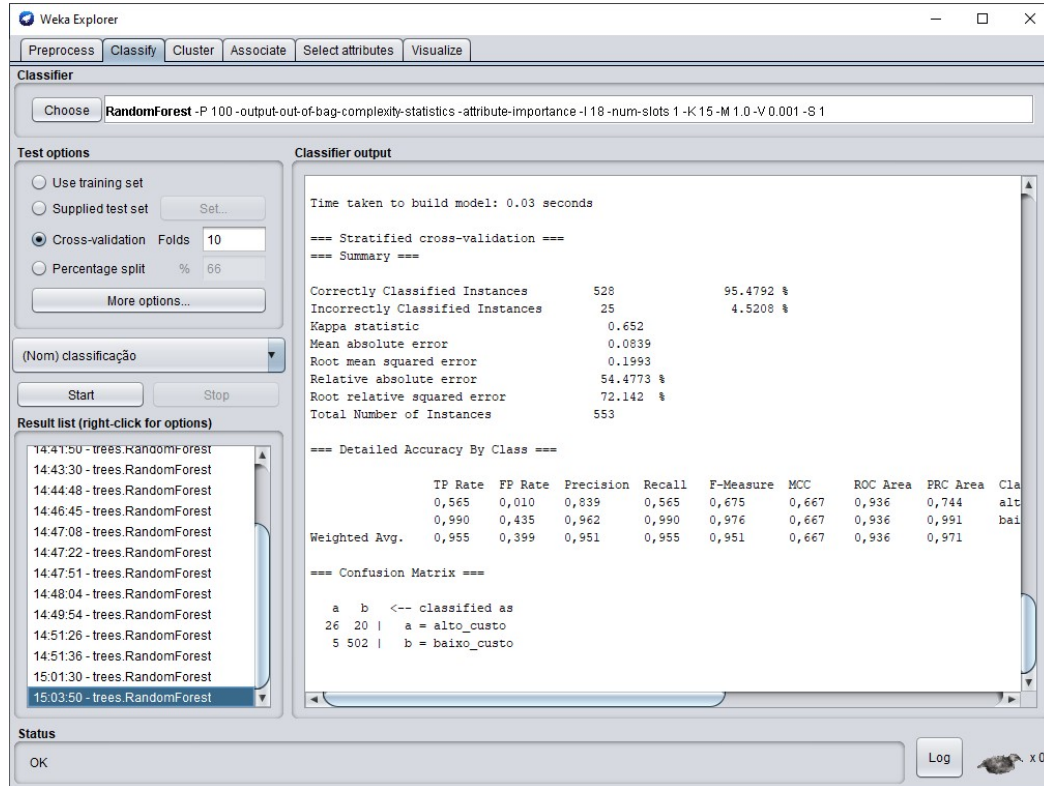 Weka Explorer
Preprocess Classify Cluster Associate Select attributes Visualize
Classifier
Choose RandomForest -P 100 -output-out-of-bag-complexity-statistics -attribute-importance -I 18 -num-slots 1 -K 15 -M 1.0 -V 0.001 -S 1
Test options
Use training set
Supplied test set Set...
Cross-validation Folds 10
Percentage split % 66
More options...
(Nom) classificação
Start Stop
Result list (right-click for options)
14:41:50 - trees.RandomForest
14:43:30 - trees.RandomForest
14:44:48 - trees.RandomForest
14:46:45 - trees.RandomForest
14:47:08 - trees.RandomForest
14:47:22 - trees.RandomForest
14:47:51 - trees.RandomForest
14:48:04 - trees.RandomForest
14:49:54 - trees.RandomForest
14:51:26 - trees.RandomForest
14:51:36 - trees.RandomForest
15:01:30 - trees.RandomForest
15:03:50 - trees.RandomForest
Classifier output
Time taken to build model: 0.03 seconds
=== Stratified cross-validation ===
=== Summary ===
Correctly Classified Instances 528 95.4792 %
Incorrectly Classified Instances 25 4.5208 %
Kappa statistic 0.652
Mean absolute error 0.0839
Root mean squared error 0.1993
Relative absolute error 54.4773 %
Root relative squared error 72.142 %
Total Number of Instances 553
=== Detailed Accuracy By Class ===
TP Rate FP Rate Precision Recall F-Measure MCC ROC Area PRC Area Cla
0,565 0,010 0,839 0,565 0,675 0,667 0,936 0,744 alt
0,990 0,435 0,962 0,990 0,976 0,667 0,936 0,991 bai
Weighted Avg. 0,955 0,399 0,951 0,955 0,951 0,667 0,936 0,971
=== Confusion Matrix ===
a b <-- classified as
26 20 | a = alto_custo
5 502 | b = baixo_custo
Status
OK
Log
x 0